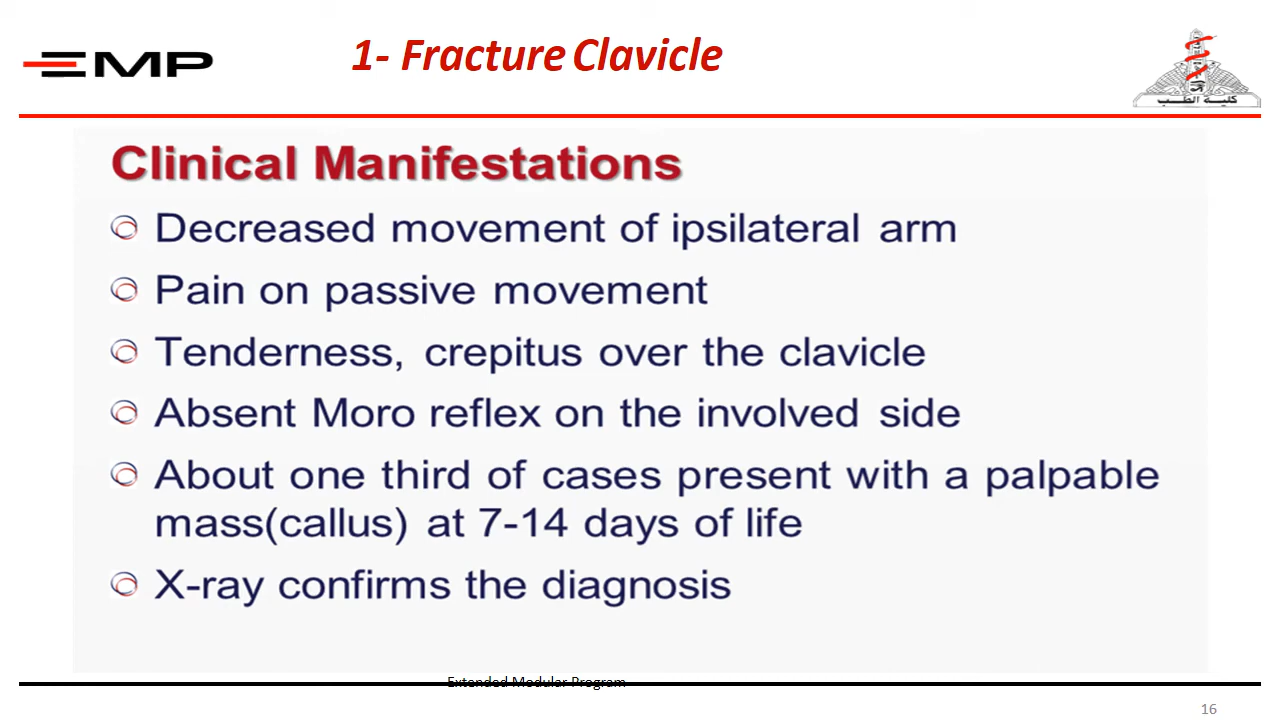 EMP
1- Fracture Clavicle
كلية الطب
Clinical Manifestations
Decreased movement of ipsilateral arm
Pain on passive movement
Tenderness, crepitus over the clavicle
Absent Moro reflex on the involved side
About one third of cases present with a palpable
mass(callus) at 7-14 days of life
X-ray confirms the diagnosis
Extended Modular Program
16